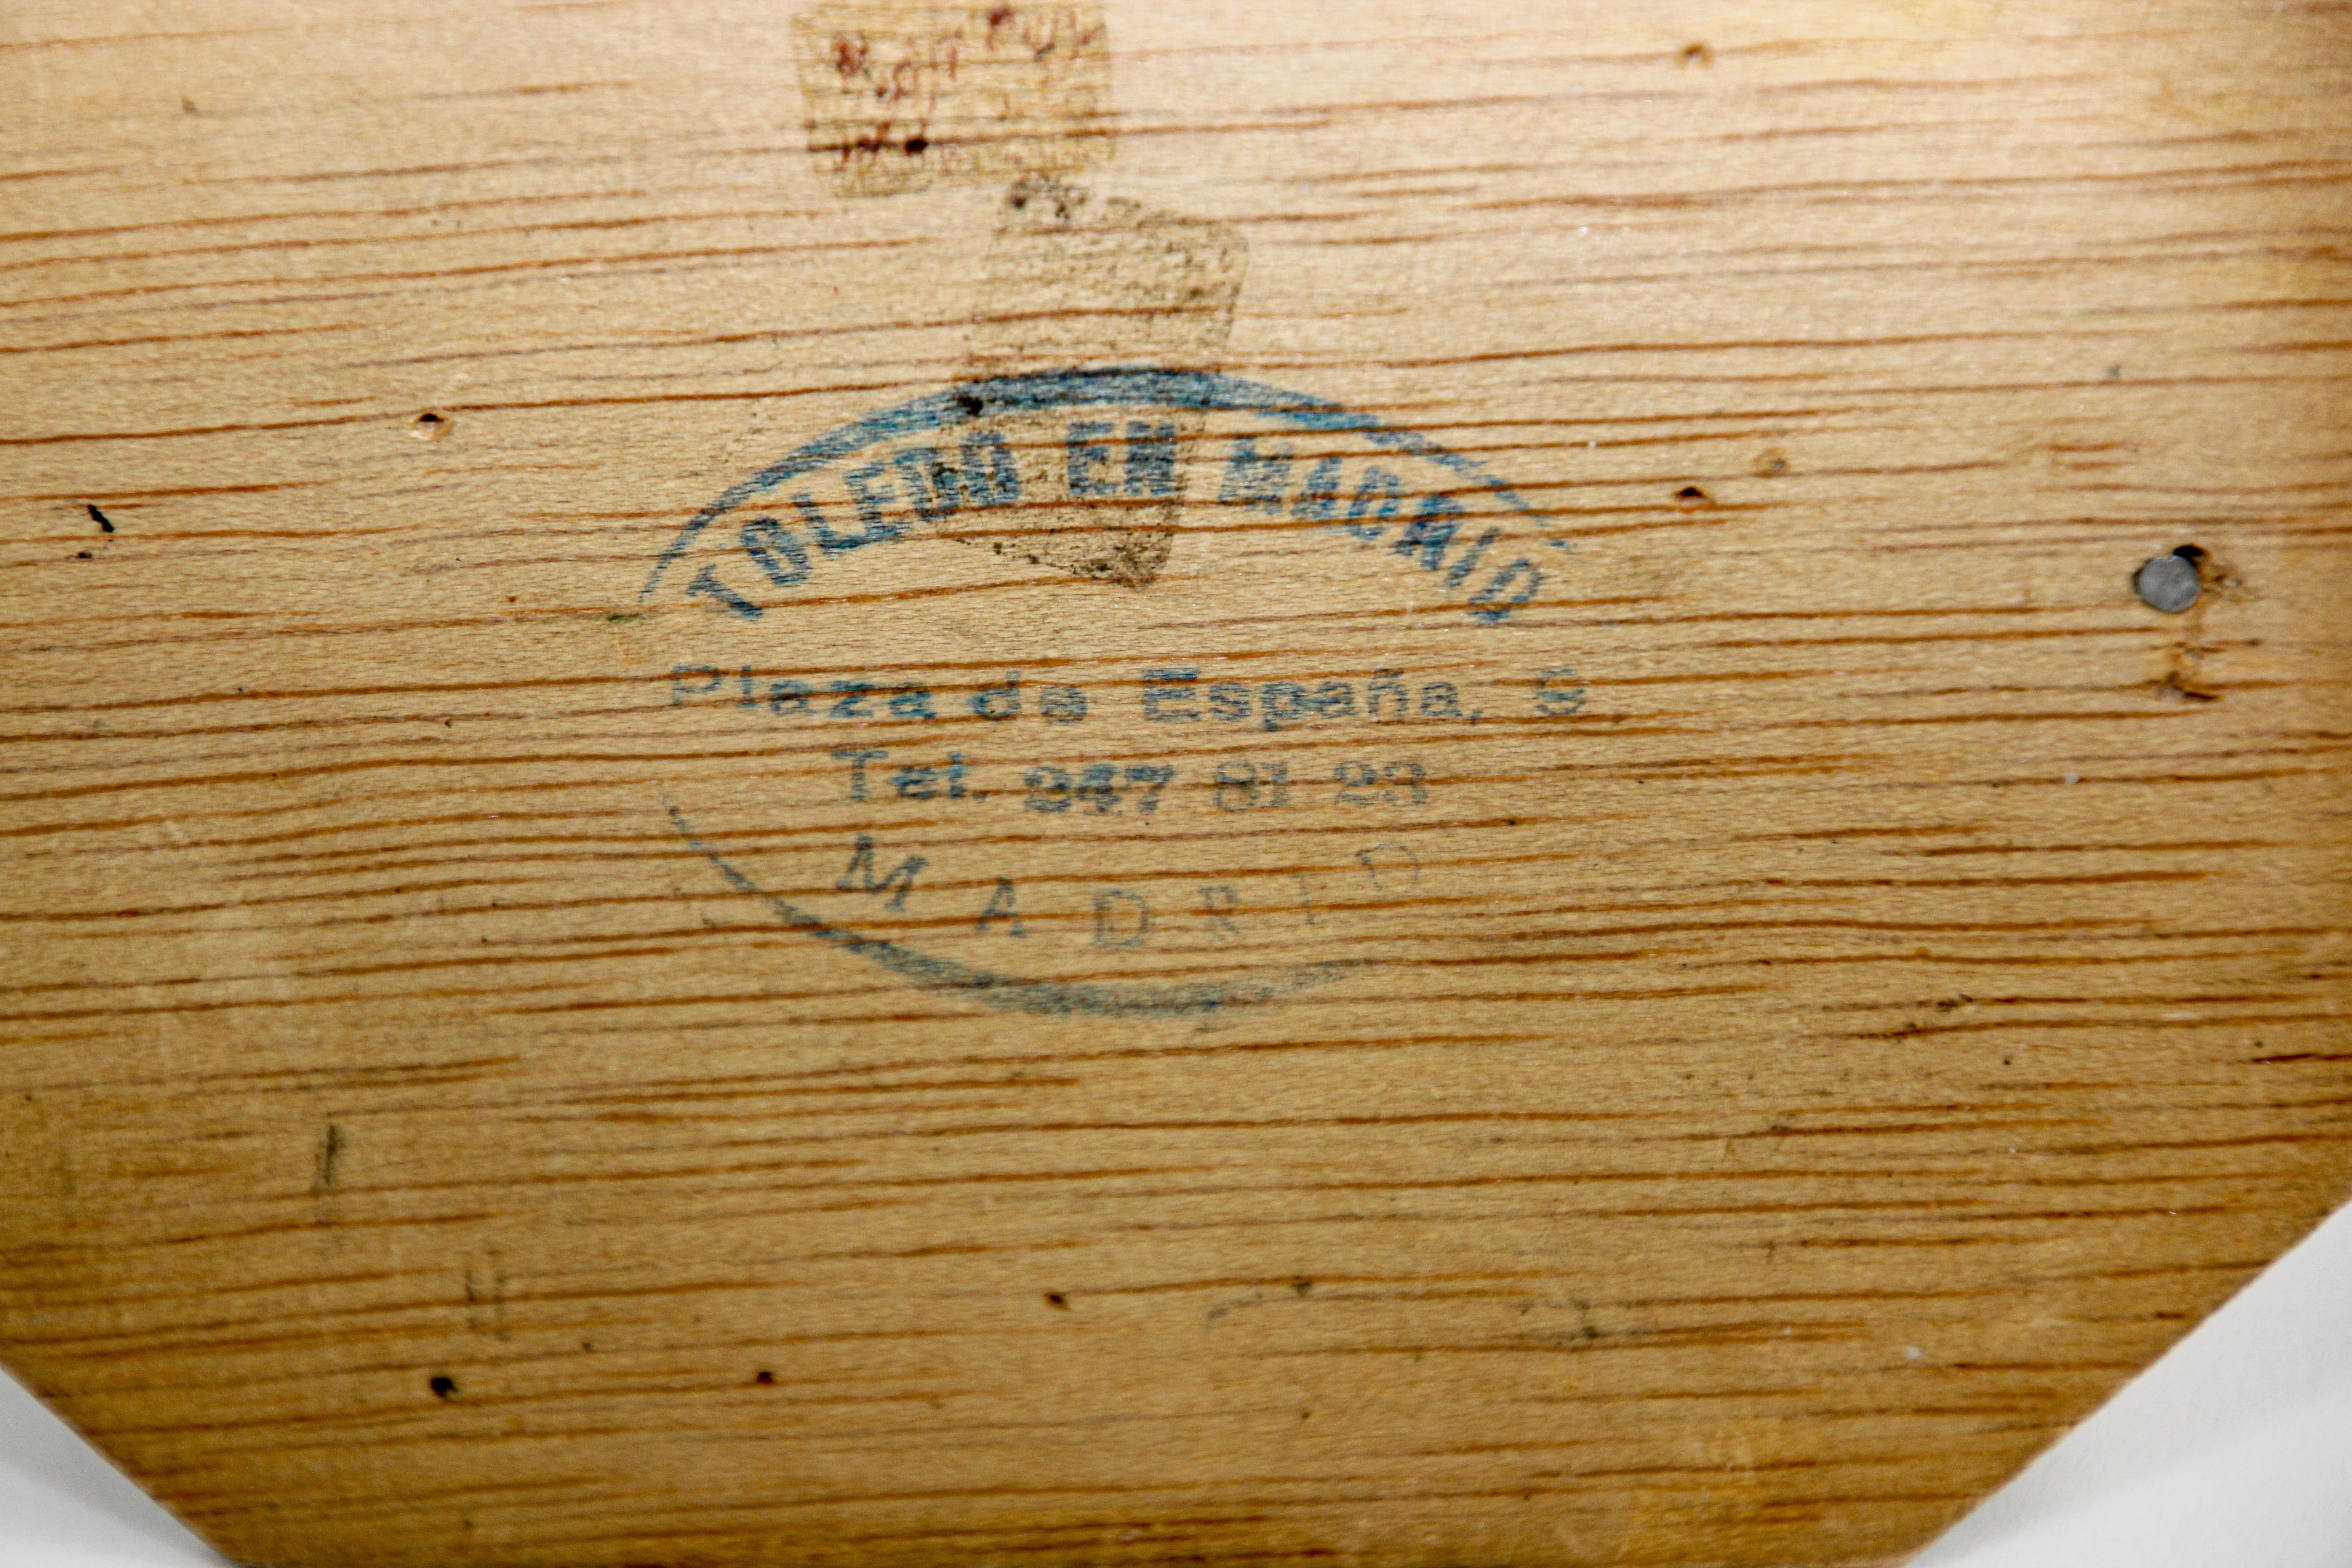 TOLEDO EN MADRID
Plaza de España, 9
Tel. 247 81 23
MADRID